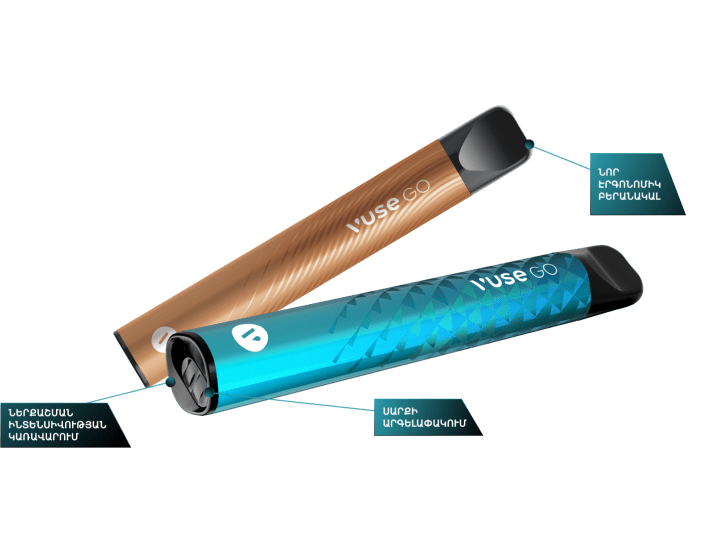 ՆՈՐ
ԷՐԳՈՆՈՄԻԿ
ԲԵՐԱՆԱԿԱԼ
vuse GO
vuse GO
ՆԵՐՔԱՇՄԱՆ
ԻՆՏԵՆՍԻՎՈՒԹՅԱՆ
ԿԱՌԱՎԱՐՈՒՄ
ՍԱՐՔԻ
ԱՐԳԵԼԱՓԱԿՈՒՄ